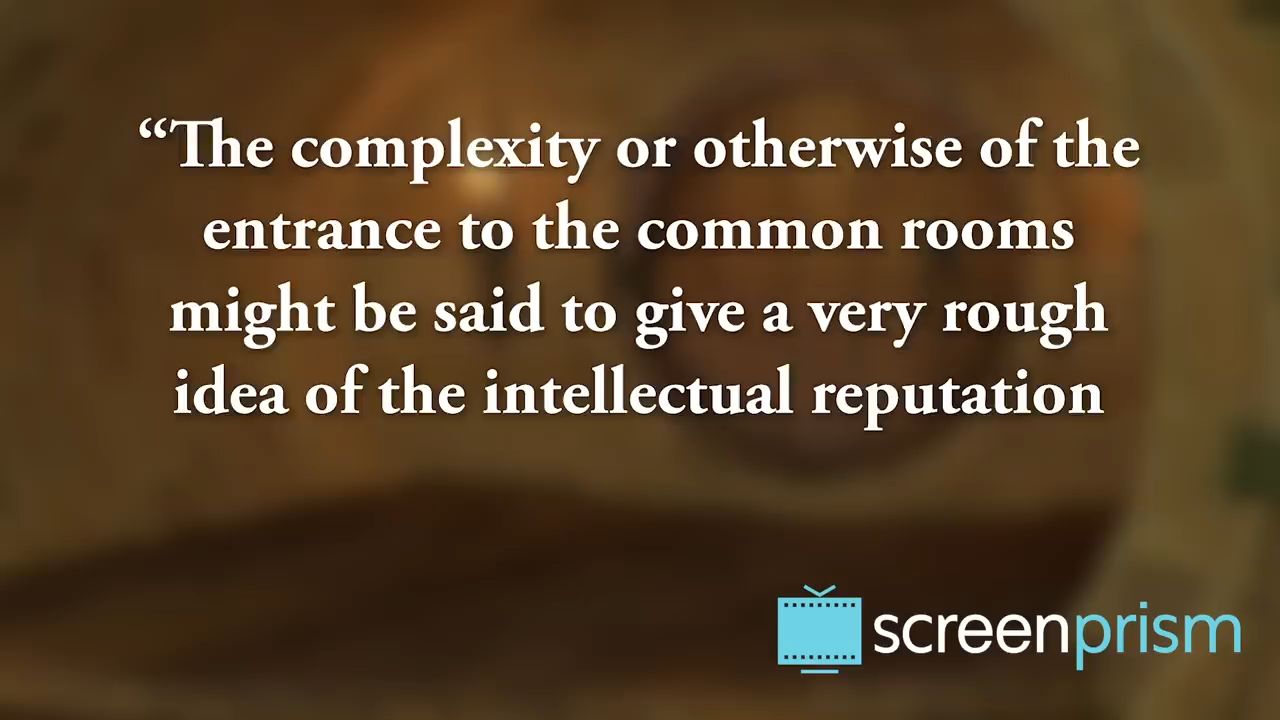 “The complexity or otherwise of the
entrance to the common rooms
might be said to give a very rough
idea of the intellectual reputation
screenprism